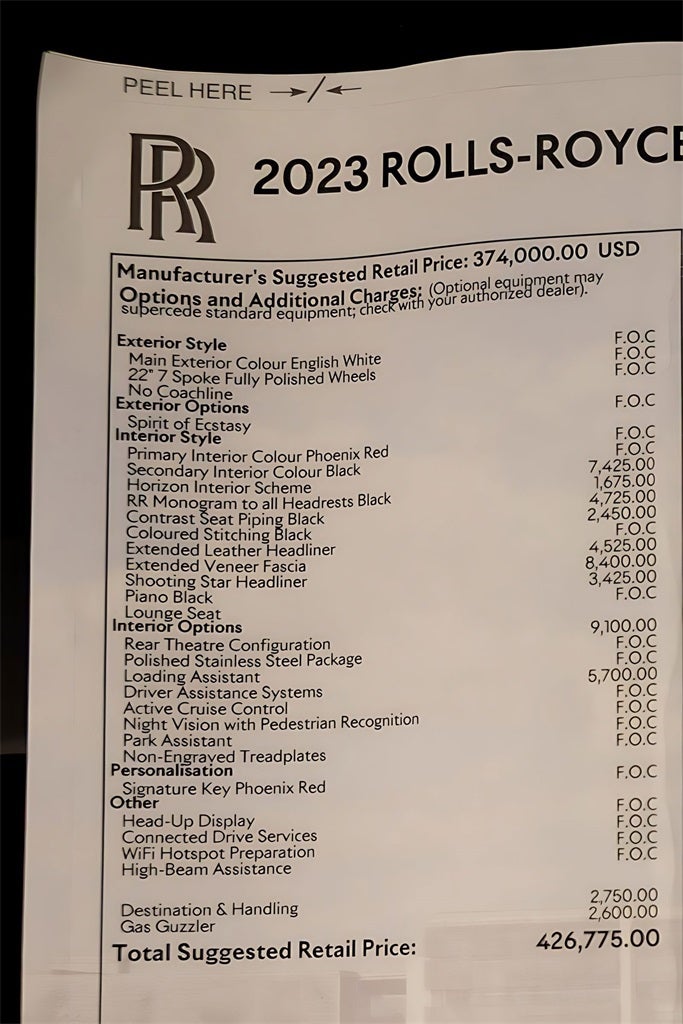 PEEL HERE →/←
RR
2023 ROLLS-ROYCE
Manufacturer's Suggested Retail Price: 374,000.00 USD
Options and Additional Charges: (Optional equipment may
supercede standard equipment; check with your authorized dealer).
Exterior Style
Main Exterior Colour English White F.O.C
22" 7 Spoke Fully Polished Wheels F.O.C
No Coachline F.O.C
Exterior Options
Spirit of Ecstasy F.O.C
Interior Style
Primary Interior Colour Phoenix Red F.O.C
Secondary Interior Colour Black F.O.C
Horizon Interior Scheme 7,425.00
RR Monogram to all Headrests Black 1,675.00
Contrast Seat Piping Black 4,725.00
Coloured Stitching Black 2,450.00
Extended Leather Headliner F.O.C
Extended Veneer Fascia 4,525.00
Shooting Star Headliner 8,400.00
Piano Black 3,425.00
Lounge Seat F.O.C
Interior Options
Rear Theatre Configuration 9,100.00
Polished Stainless Steel Package F.O.C
Loading Assistant F.O.C
Driver Assistance Systems 5,700.00
Active Cruise Control F.O.C
Night Vision with Pedestrian Recognition F.O.C
Park Assistant F.O.C
Non-Engraved Treadplates F.O.C
Personalisation
Signature Key Phoenix Red F.O.C
Other
Head-Up Display F.O.C
Connected Drive Services F.O.C
WiFi Hotspot Preparation F.O.C
High-Beam Assistance F.O.C
Destination & Handling 2,750.00
Gas Guzzler 2,600.00
Total Suggested Retail Price: 426,775.00